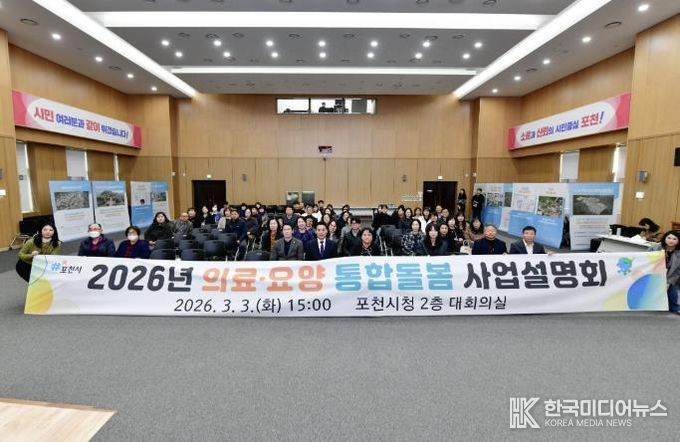 시민 여러분과 같이 뛰겠습니다!
소통과 신뢰의 시민중심 포천!
포천시
2026년 의료·요양 통합돌봄 사업설명회
2026. 3. 3.(화) 15:00 포천시청 2층 대회의실
HK 한국미디어뉴스
KOREA MEDIA NEWS